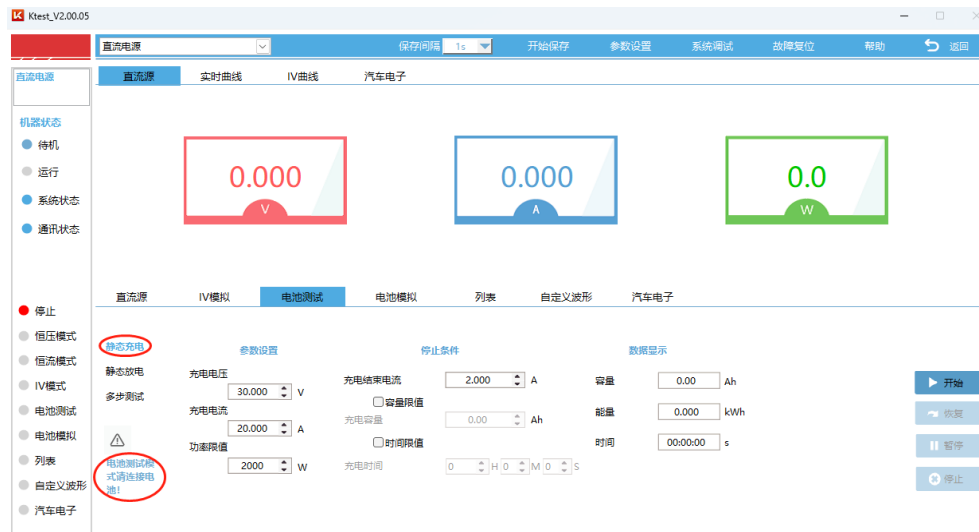 Ktest_V2.00.05
直流电源 保存间隔 1s 开始保存 参数设置 系统调试 故障复位 帮助 返回
直流电源
直流源 实时曲线 IV曲线 汽车电子
机器状态
待机
运行
系统状态
通讯状态
0.000
V
0.000
A
0.0
W
直流源 IV模拟 电池测试 电池模拟 列表 自定义波形 汽车电子
停止
恒压模式
恒流模式
IV模式
电池测试
电池模拟
列表
自定义波形
汽车电子
静态充电
静态放电
多步测试
电池测试模
式请连接电
池!
参数设置
充电电压
30.000 V
充电电流
20.000 A
功率限值
2000 W
停止条件
充电结束电流 2.000 A
容量限值
充电容量 0.00 Ah
时间限值
充电时间 0 H 0 M 0 S
数据显示
容量 0.00 Ah
能量 0.000 kWh
时间 00:00:00 s
开始
恢复
暂停
停止